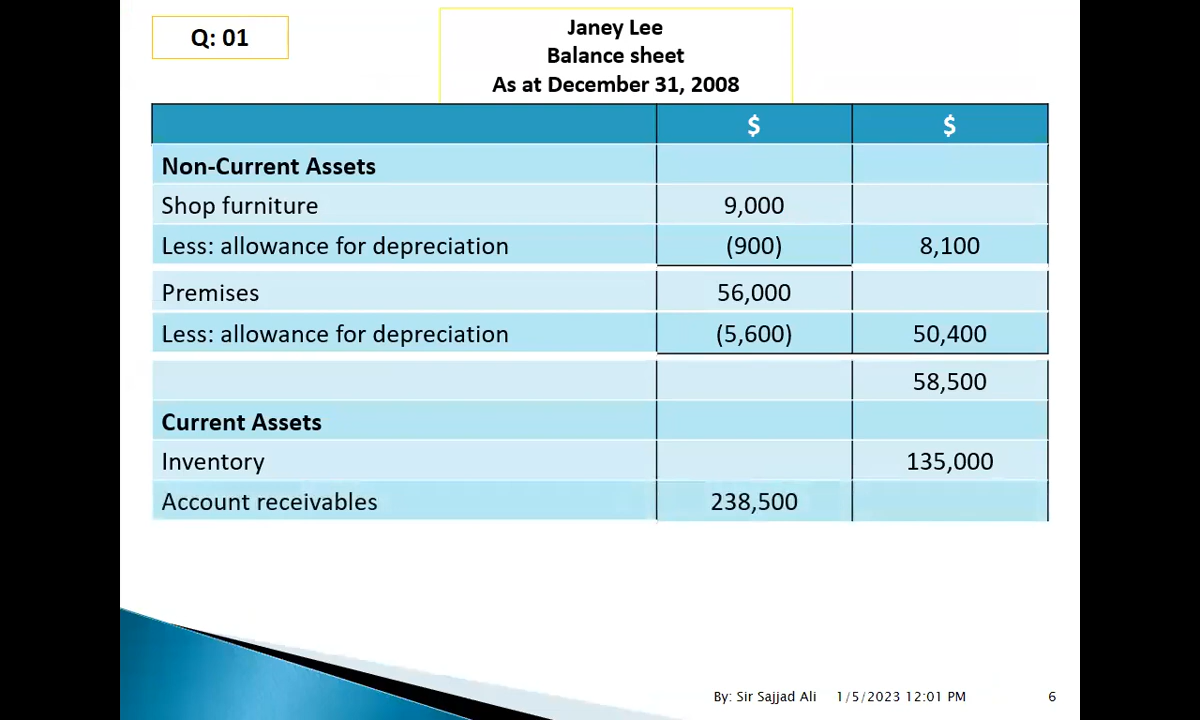 Q: 01
Janey Lee
Balance sheet
As at December 31, 2008
$ $
Non-Current Assets
Shop furniture 9,000
Less: allowance for depreciation (900) 8,100
Premises 56,000
Less: allowance for depreciation (5,600) 50,400
58,500
Current Assets
Inventory 135,000
Account receivables 238,500
By: Sir Sajjad Ali 1/5/2023 12:01 PM 6